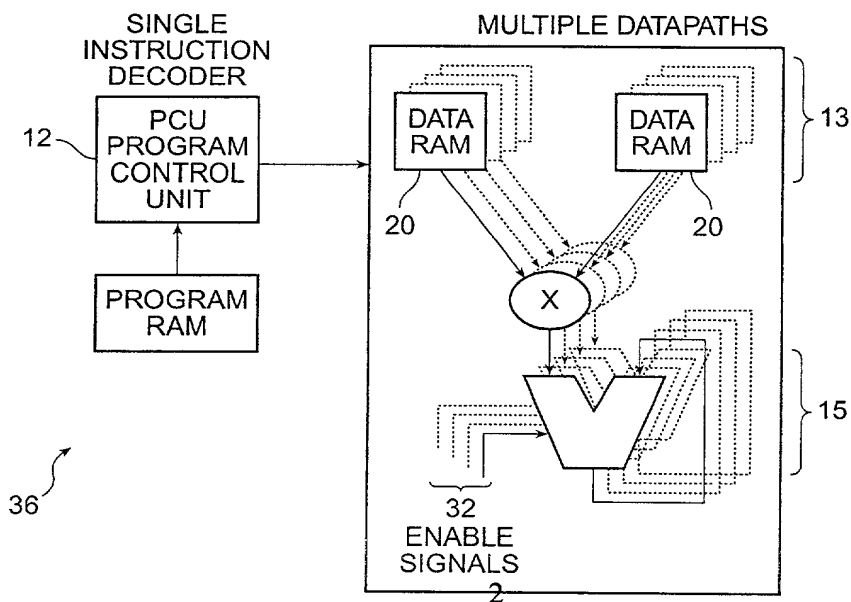 SINGLE
INSTRUCTION
DECODER
MULTIPLE DATAPATHS
12
PCU
PROGRAM
CONTROL
UNIT
DATA
RAM
DATA
RAM
13
20
20
PROGRAM
RAM
X
15
36
32
ENABLE
SIGNALS
2